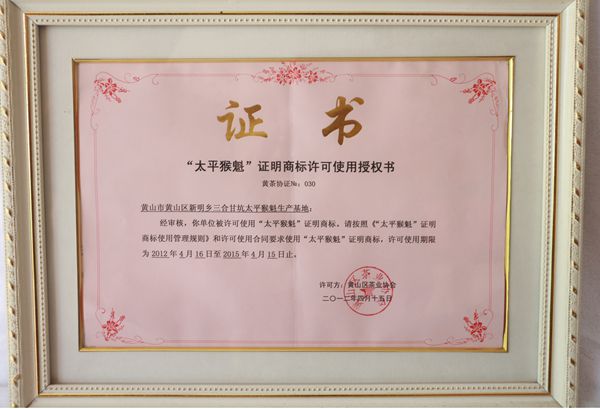 证书
“太平猴魁”证明商标许可使用授权书
黄茶协证№：030
黄山市黄山区新明乡三合甘坑太平猴魁生产基地：
经审核，你单位被许可使用“太平猴魁”证明商标。请按照《“太平猴魁”证明
商标使用管理规则》和许可使用合同要求使用“太平猴魁”证明商标，许可使用期限
为2012年4月16日至2015年4月15日止。
许可方：黄山区茶业协会
二〇一二年四月十五日